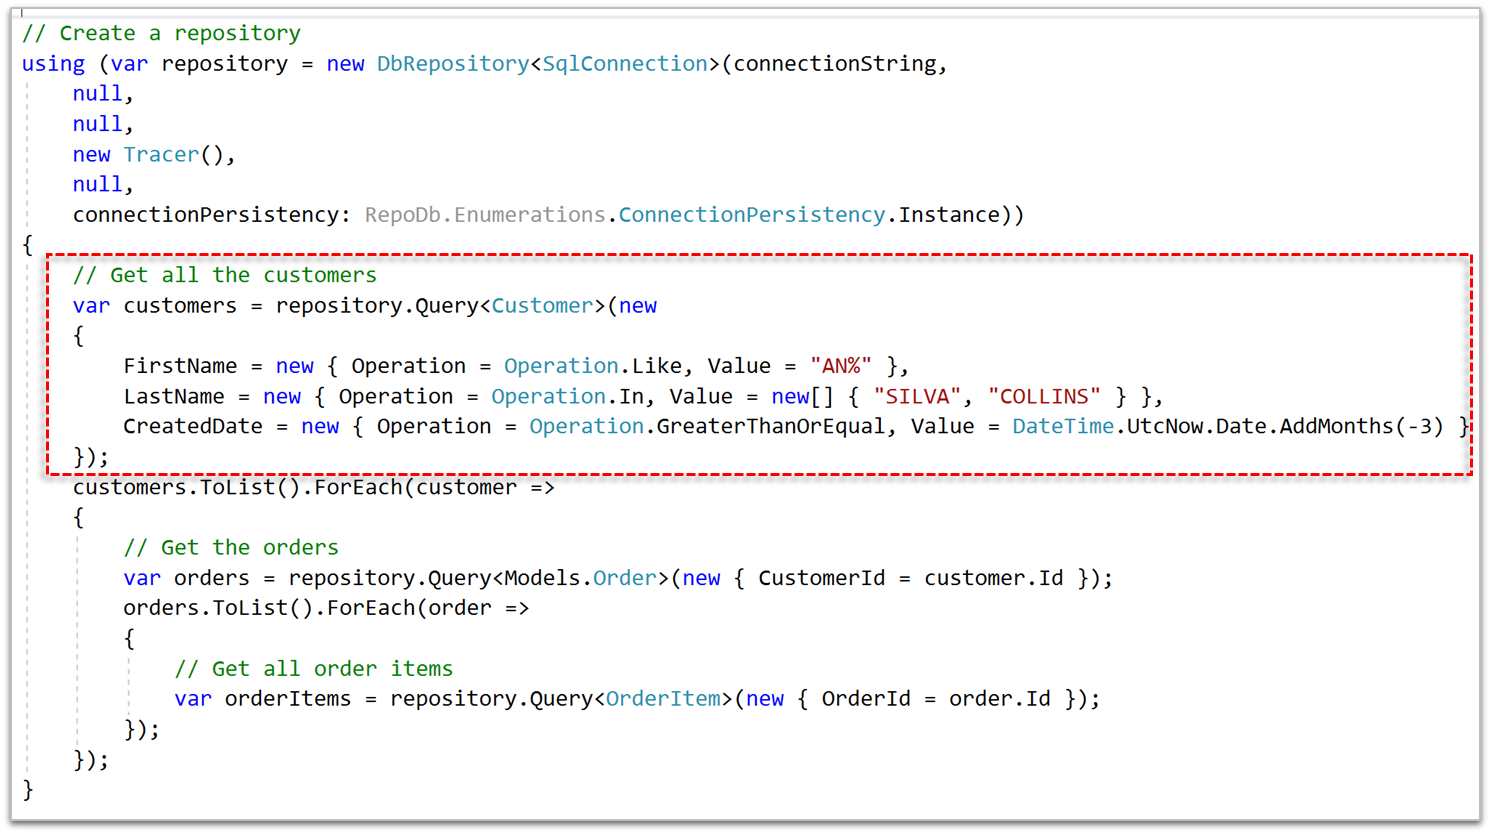 // Create a repository
using (var repository = new DbRepository<SqlConnection>(connectionString,
    null,
    null,
    new Tracer(),
    null,
    connectionPersistency: RepoDb.Enumerations.ConnectionPersistency.Instance))
{
    // Get all the customers
    var customers = repository.Query<Customer>(new
    {
        FirstName = new { Operation = Operation.Like, Value = "AN%" },
        LastName = new { Operation = Operation.In, Value = new[] { "SILVA", "COLLINS" } },
        CreatedDate = new { Operation = Operation.GreaterThanOrEqual, Value = DateTime.UtcNow.Date.AddMonths(-3) }
    });
    customers.ToList().ForEach(customer =>
    {
        // Get the orders
        var orders = repository.Query<Models.Order>(new { CustomerId = customer.Id });
        orders.ToList().ForEach(order =>
        {
            // Get all order items
            var orderItems = repository.Query<OrderItem>(new { OrderId = order.Id });
        });
    });
}